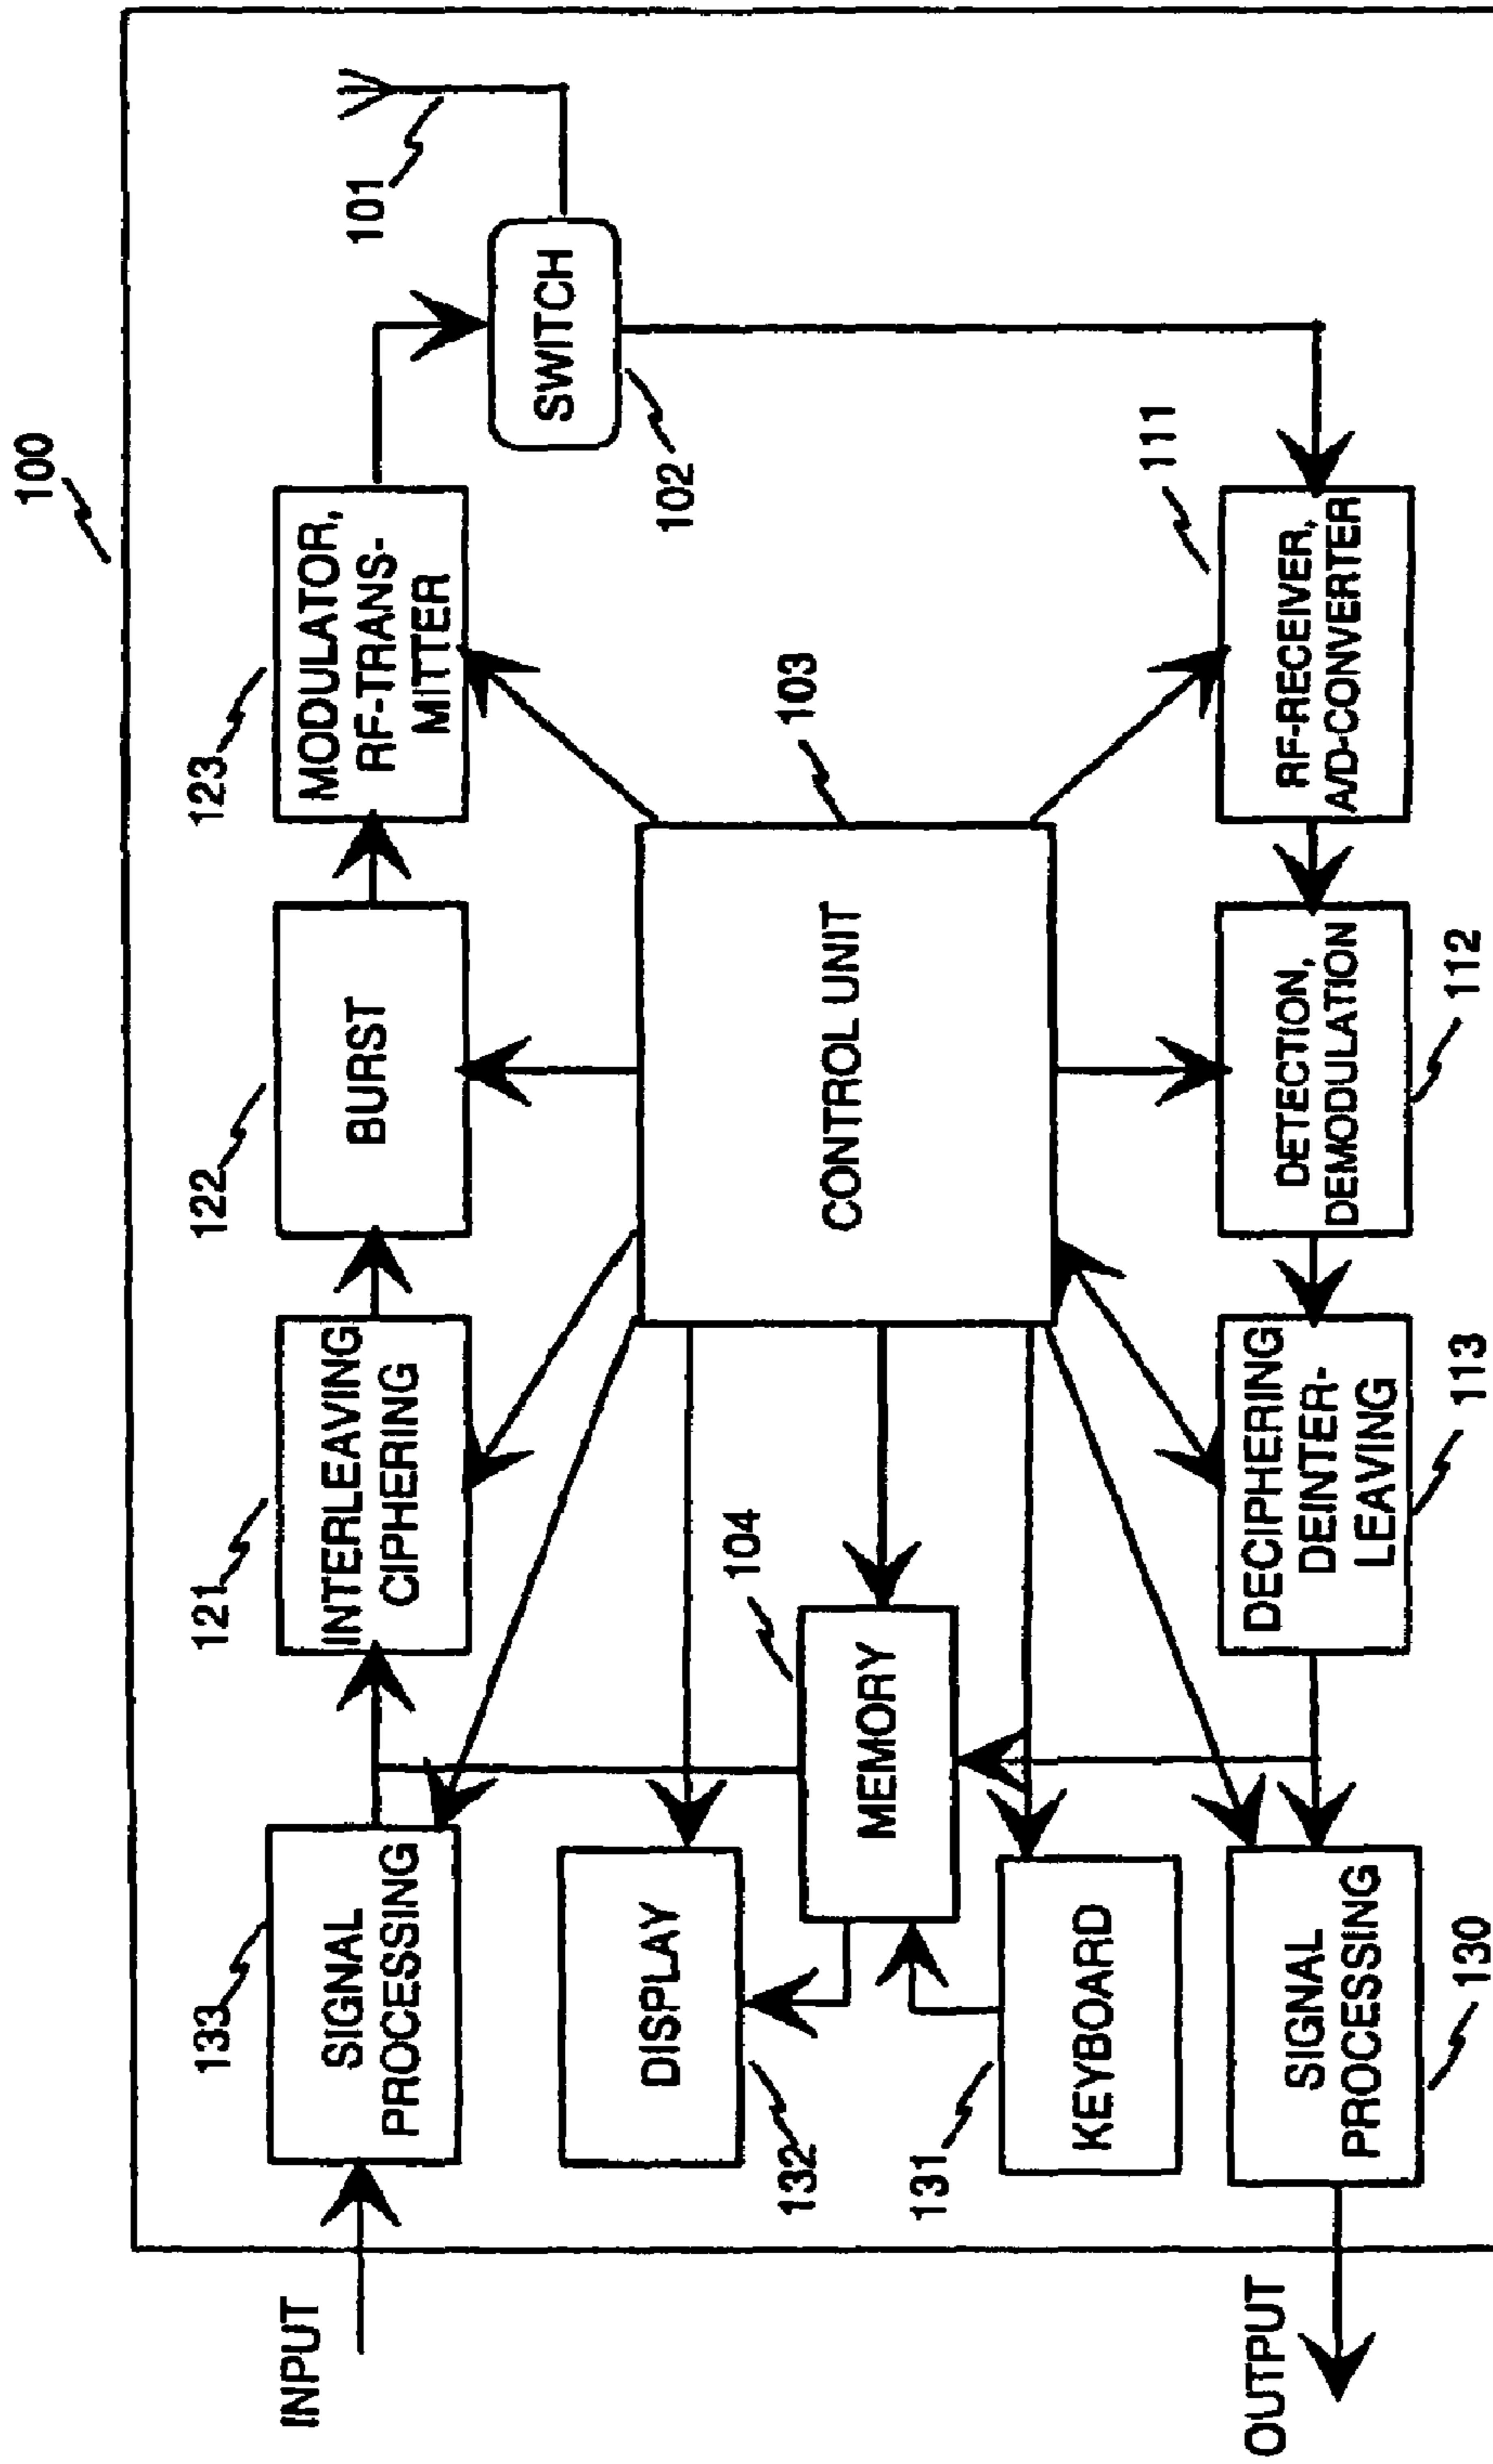 100
INPUT
133
SIGNAL
PROCESSING
121
INTERLEAVING
CIPHERING
122
BURST
123
MODULATOR,
RF-TRANS-
MITTER
101
SWITCH
102
DISPLAY
132
104
MEMORY
103
CONTROL UNIT
131
KEYBOARD
111
RF-RECEIVER,
A/D-CONVERTER
DETECTION,
DEMODULATION
112
DECIPHERING
DEINTER-
LEAVING
113
SIGNAL
PROCESSING
130
OUTPUT